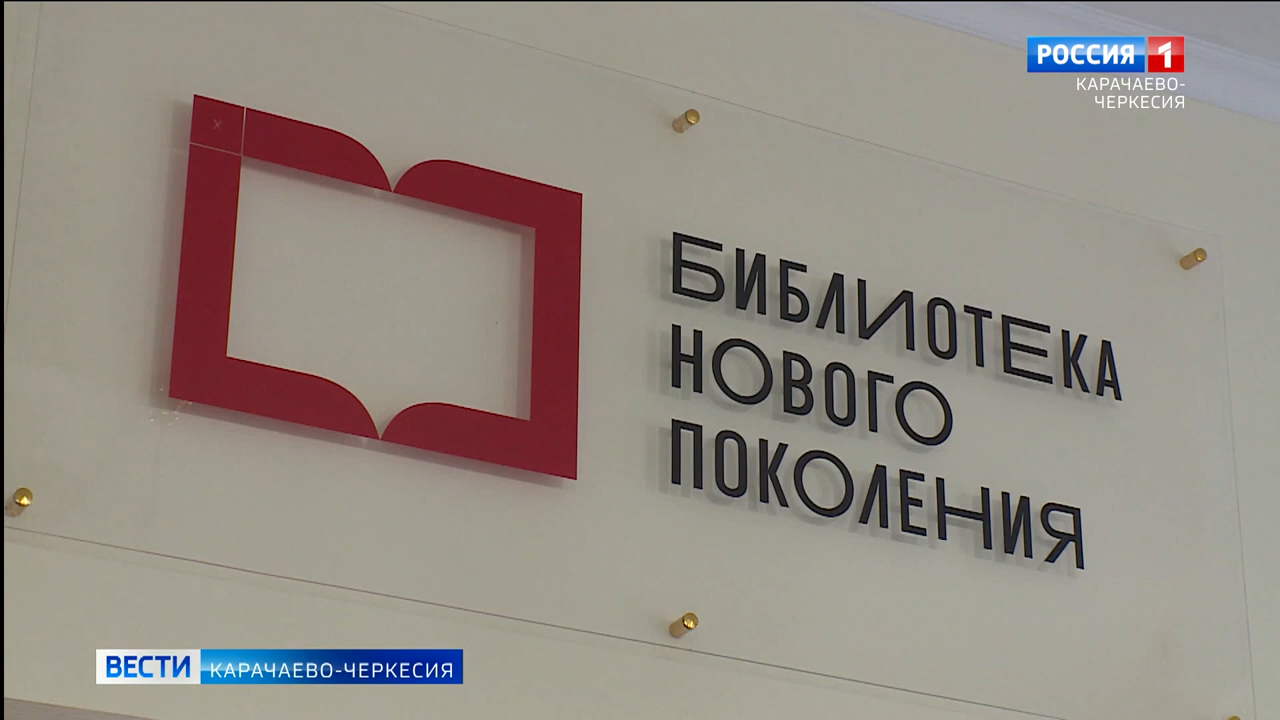 РОССИЯ 1
КАРАЧАЕВО-
ЧЕРКЕСИЯ
БИБЛИОТЕКА
НОВОГО
ПОКОЛЕНИЯ
ВЕСТИ КАРАЧАЕВО-ЧЕРКЕСИЯ